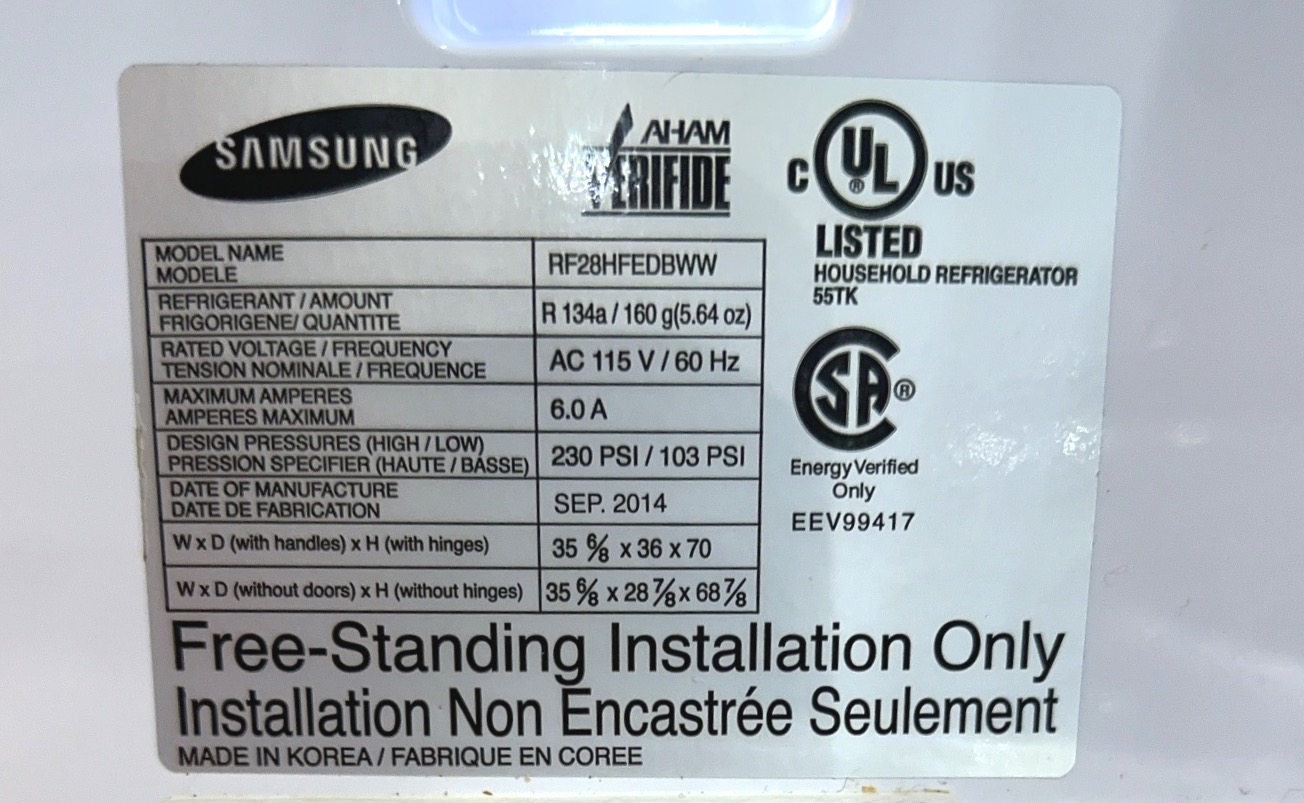 SAMSUNG
AHAM
VERIFIDE
C UL® US
LISTED
HOUSEHOLD REFRIGERATOR
55TK
SA®
Energy Verified
Only
EEV99417
MODEL NAME
MODELE
RF28HFEDBWW
REFRIGERANT / AMOUNT
FRIGORIGENE/ QUANTITE
R 134a / 160 g(5.64 oz)
RATED VOLTAGE / FREQUENCY
TENSION NOMINALE / FREQUENCE
AC 115 V / 60 Hz
MAXIMUM AMPERES
AMPERES MAXIMUM
6.0 A
DESIGN PRESSURES (HIGH / LOW)
PRESSION SPECIFIER (HAUTE / BASSE)
230 PSI / 103 PSI
DATE OF MANUFACTURE
DATE DE FABRICATION
SEP. 2014
W x D (with handles) x H (with hinges)
35 6/8 x 36 x 70
W x D (without doors) x H (without hinges)
35 6/8 x 28 7/8 x 68 7/8
Free-Standing Installation Only
Installation Non Encastrée Seulement
MADE IN KOREA / FABRIQUE EN COREE